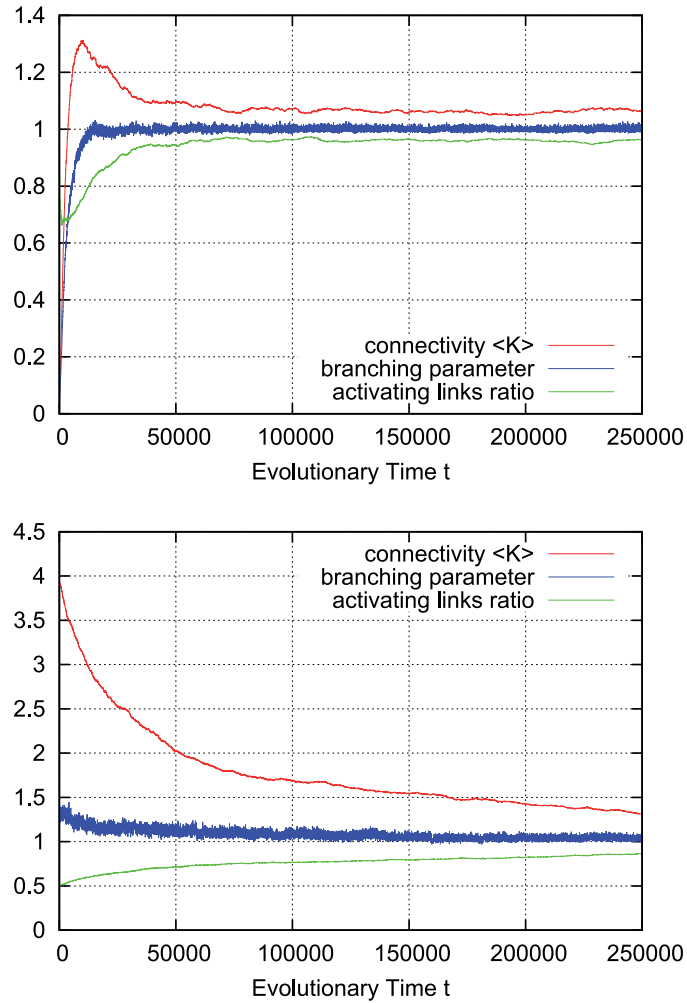 1.4
1.2
1
0.8
0.6
0.4
0.2
0
connectivity <K>
branching parameter
activating links ratio
0 50000 100000 150000 200000 250000
Evolutionary Time t
4.5
4
3.5
3
2.5
2
1.5
1
0.5
0
connectivity <K>
branching parameter
activating links ratio
0 50000 100000 150000 200000 250000
Evolutionary Time t